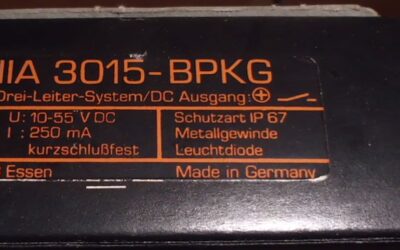 IIA 3015-BPKG
Drei-Leiter-System/DC Ausgang:
U: 10-55 V DC Schutzart IP 67
I : 250 mA Metallgewinde
kurzschlußfest Leuchtdiode
Essen Made in Germany